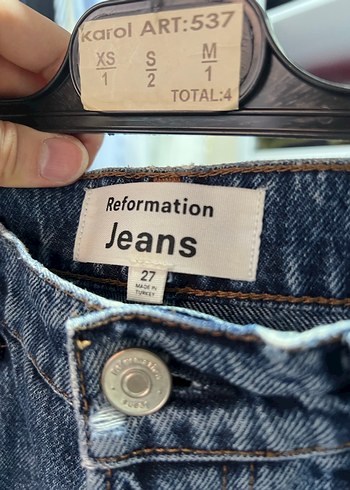 karol ART:537
XS S M
1 2 1
TOTAL:4
Reformation
Jeans
27
MADE IN
TURKEY